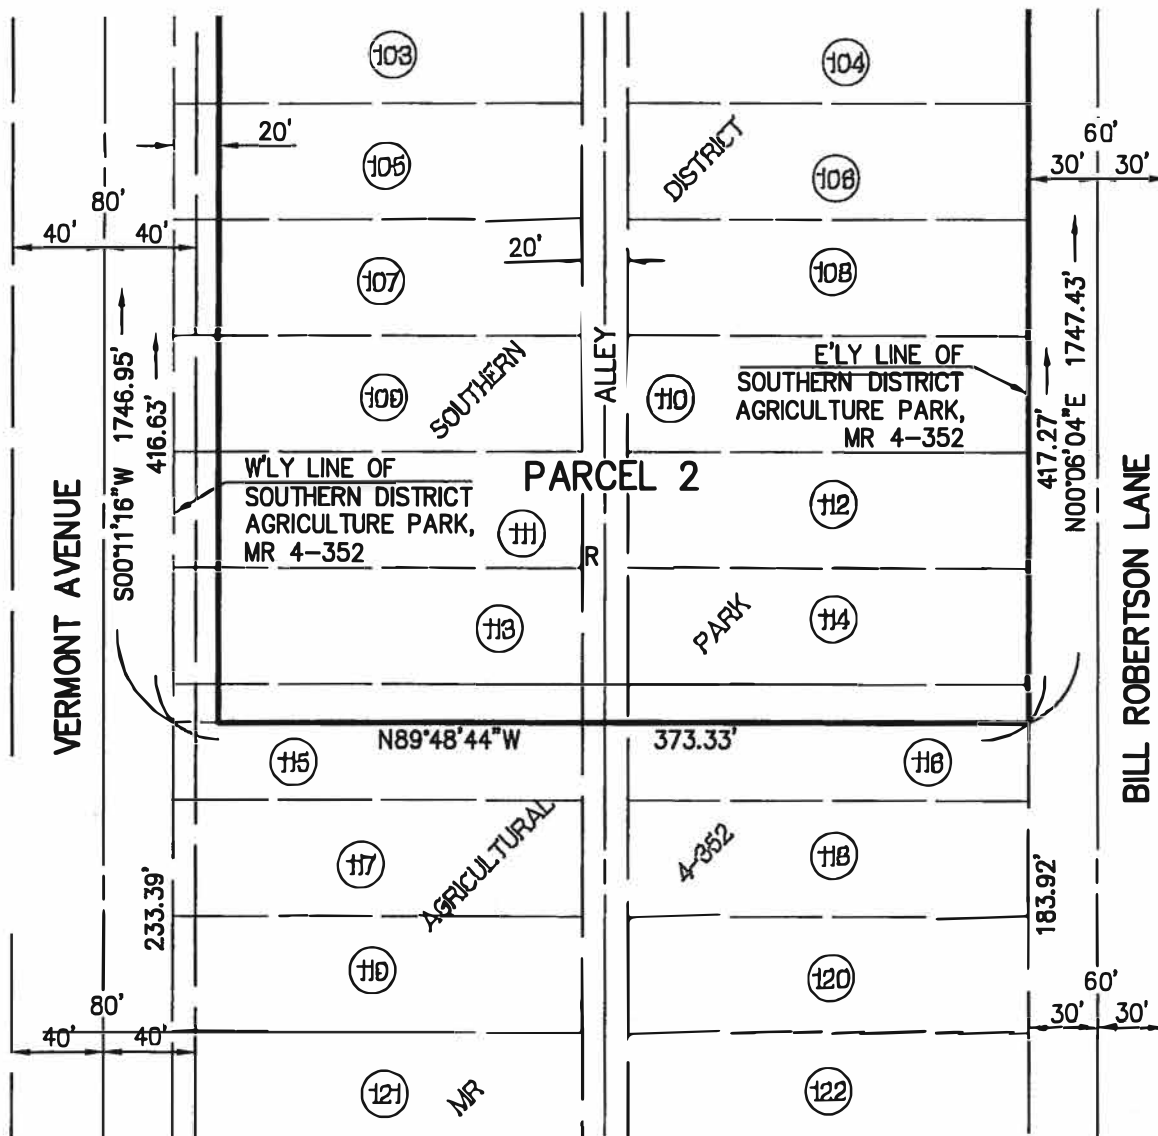 103
104
20'
105
DISTRICT
106
60'
30' 30'
80'
40' 40'
20'
107
108
SOUTHERN
ALLEY
109
110
E'LY LINE OF
SOUTHERN DISTRICT
AGRICULTURE PARK,
MR 4-352
S00°11'16"W 1746.95'
416.63'
417.27'
N00°06'04"E 1747.43'
W'LY LINE OF
SOUTHERN DISTRICT
AGRICULTURE PARK,
MR 4-352
PARCEL 2
111
112
R
VERMONT AVENUE
BILL ROBERTSON LANE
113
PARK
114
N89°48'44"W 373.33'
115
116
117
AGRICULTURAL
4-352
118
233.39'
183.92'
119
120
80'
40' 40'
60'
30' 30'
121
MR
122